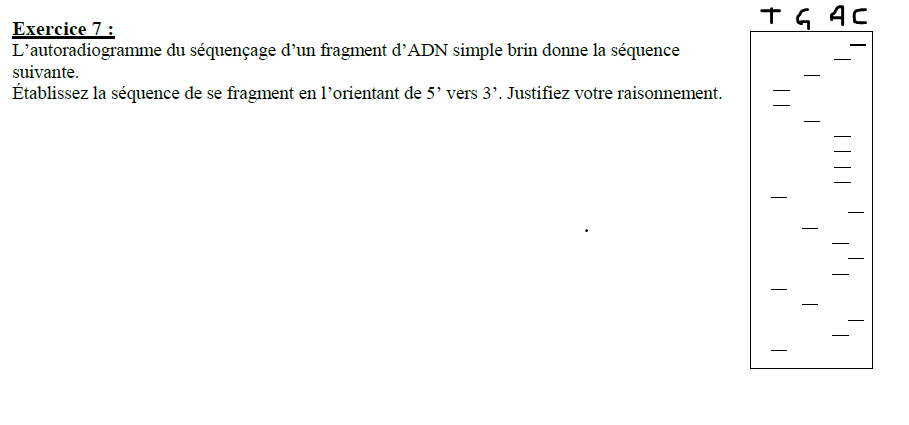 T G A C
Exercice 7 :
L’autoradiogramme du séquençage d’un fragment d’ADN simple brin donne la séquence
suivante.
Établissez la séquence de se fragment en l’orientant de 5’ vers 3’. Justifiez votre raisonnement.